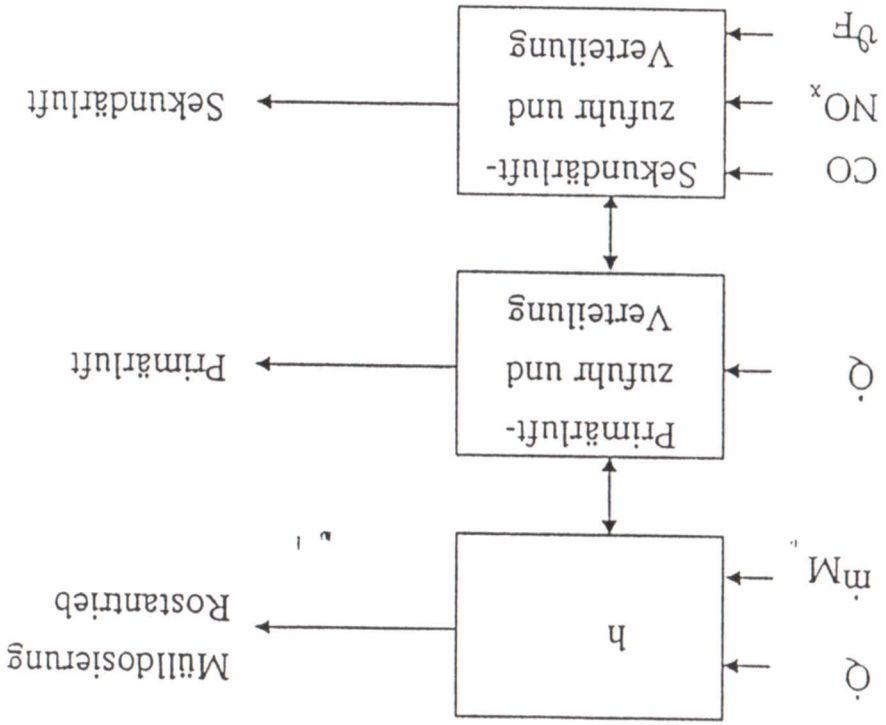 Q̇
ṁM
h
Mülldosierung
Rostantrieb
Q̇
Primärluft-
zufuhr und
Verteilung
Primärluft
CO
NOx
ϑF
Sekundärluft-
zufuhr und
Verteilung
Sekundärluft